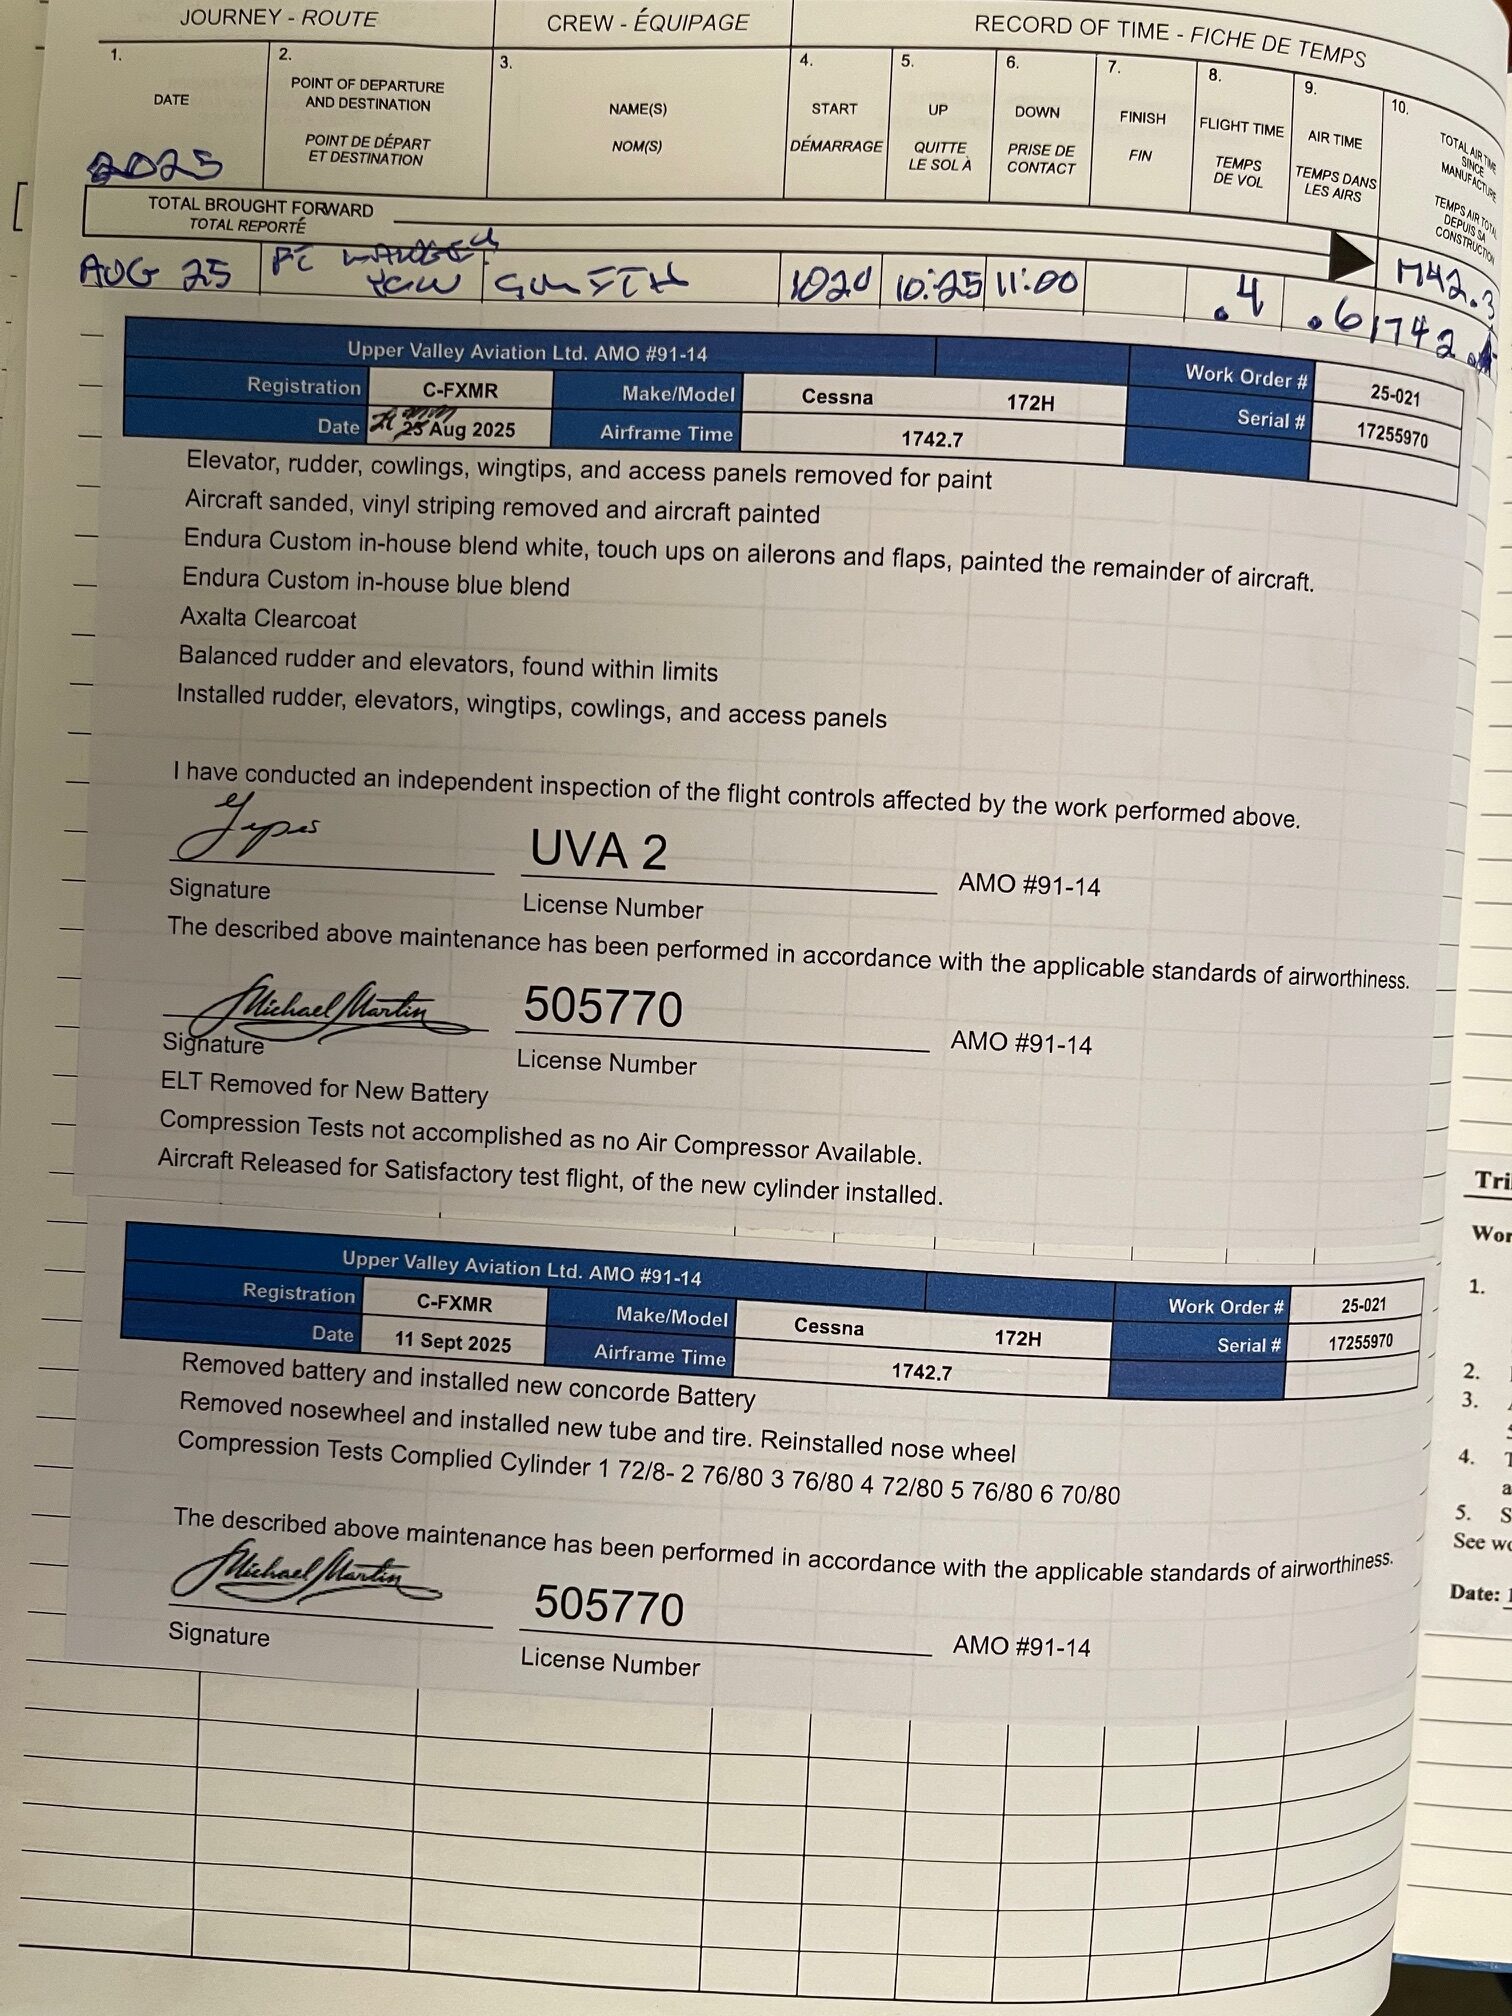 JOURNEY - ROUTE
CREW - ÉQUIPAGE
RECORD OF TIME - FICHE DE TEMPS
1.
DATE
2025
2.
POINT OF DEPARTURE
AND DESTINATION
POINT DE DÉPART
ET DESTINATION
3.
NAME(S)
NOM(S)
4.
START
DÉMARRAGE
5.
UP
QUITTE
LE SOL À
6.
DOWN
PRISE DE
CONTACT
7.
FINISH
FIN
8.
FLIGHT TIME
TEMPS
DE VOL
9.
AIR TIME
TEMPS DANS
LES AIRS
10.
TOTAL AIR TIME
SINCE
MANUFACTURE
TEMPS AIR TOTAL
DEPUIS SA
CONSTRUCTION
TOTAL BROUGHT FORWARD
TOTAL REPORTÉ
1742.3
AUG 25 1020 10:25 11:00 .4 .6 1742.
Upper Valley Aviation Ltd. AMO #91-14
Registration C-FXMR Make/Model Cessna 172H Work Order # 25-021
Date 25 Aug 2025 Airframe Time 1742.7 Serial # 17255970
Elevator, rudder, cowlings, wingtips, and access panels removed for paint
Aircraft sanded, vinyl striping removed and aircraft painted
Endura Custom in-house blend white, touch ups on ailerons and flaps, painted the remainder of aircraft.
Endura Custom in-house blue blend
Axalta Clearcoat
Balanced rudder and elevators, found within limits
Installed rudder, elevators, wingtips, cowlings, and access panels
I have conducted an independent inspection of the flight controls affected by the work performed above.
UVA 2
Signature License Number AMO #91-14
The described above maintenance has been performed in accordance with the applicable standards of airworthiness.
Michael Martin 505770
Signature License Number AMO #91-14
ELT Removed for New Battery
Compression Tests not accomplished as no Air Compressor Available.
Aircraft Released for Satisfactory test flight, of the new cylinder installed.
Upper Valley Aviation Ltd. AMO #91-14
Registration C-FXMR Make/Model Cessna 172H Work Order # 25-021
Date 11 Sept 2025 Airframe Time 1742.7 Serial # 17255970
Removed battery and installed new concorde Battery
Removed nosewheel and installed new tube and tire. Reinstalled nose wheel
Compression Tests Complied Cylinder 1 72/8- 2 76/80 3 76/80 4 72/80 5 76/80 6 70/80
The described above maintenance has been performed in accordance with the applicable standards of airworthiness.
Michael Martin 505770
Signature License Number AMO #91-14
Tri
Wor
1.
2.
3.
4.
5. S
See wo
Date: